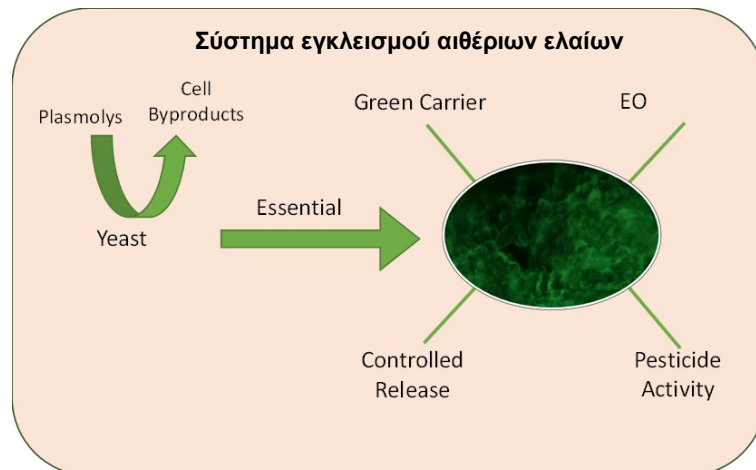 Σύστημα εγκλεισμού αιθέριων ελαίων
Plasmolys
Cell
Byproducts
Yeast
Essential
Green Carrier
EO
Controlled
Release
Pesticide
Activity